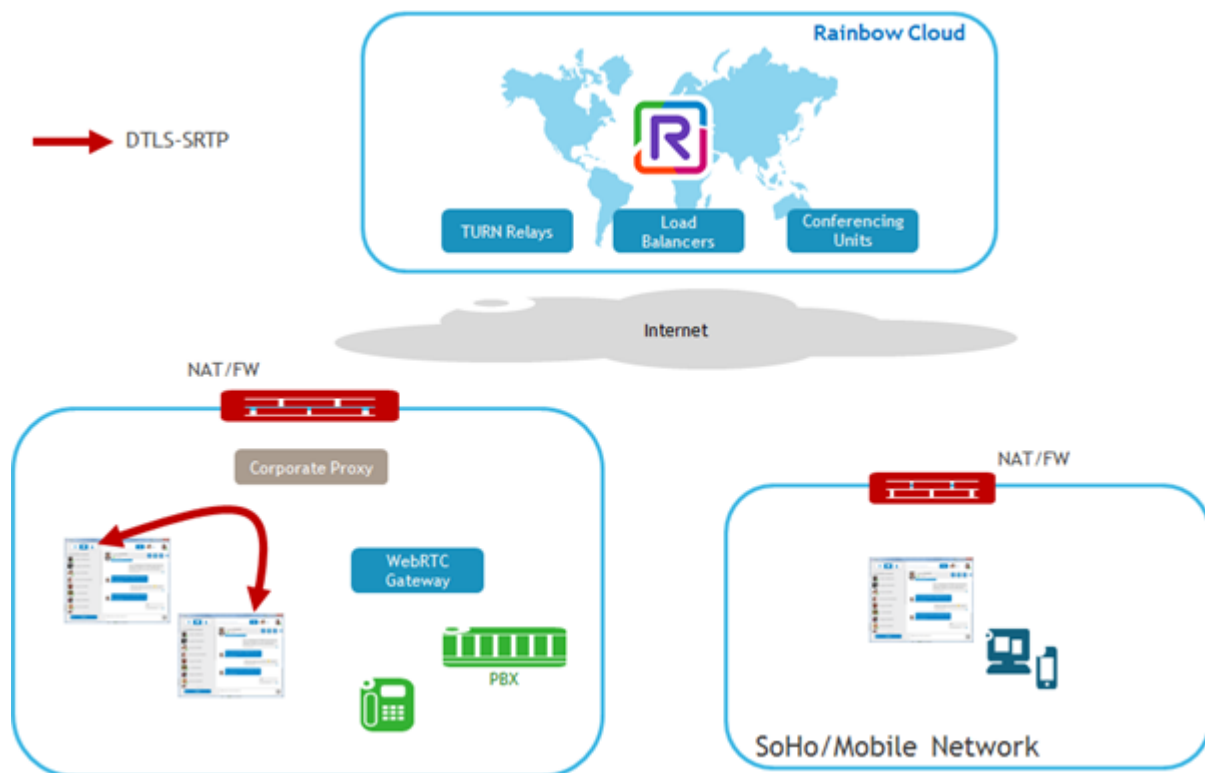 Rainbow Cloud
DTLS-SRTP
R
TURN Relays
Load
Balancers
Conferencing
Units
Internet
NAT/FW
Corporate Proxy
NAT/FW
WebRTC
Gateway
PBX
SoHo/Mobile Network